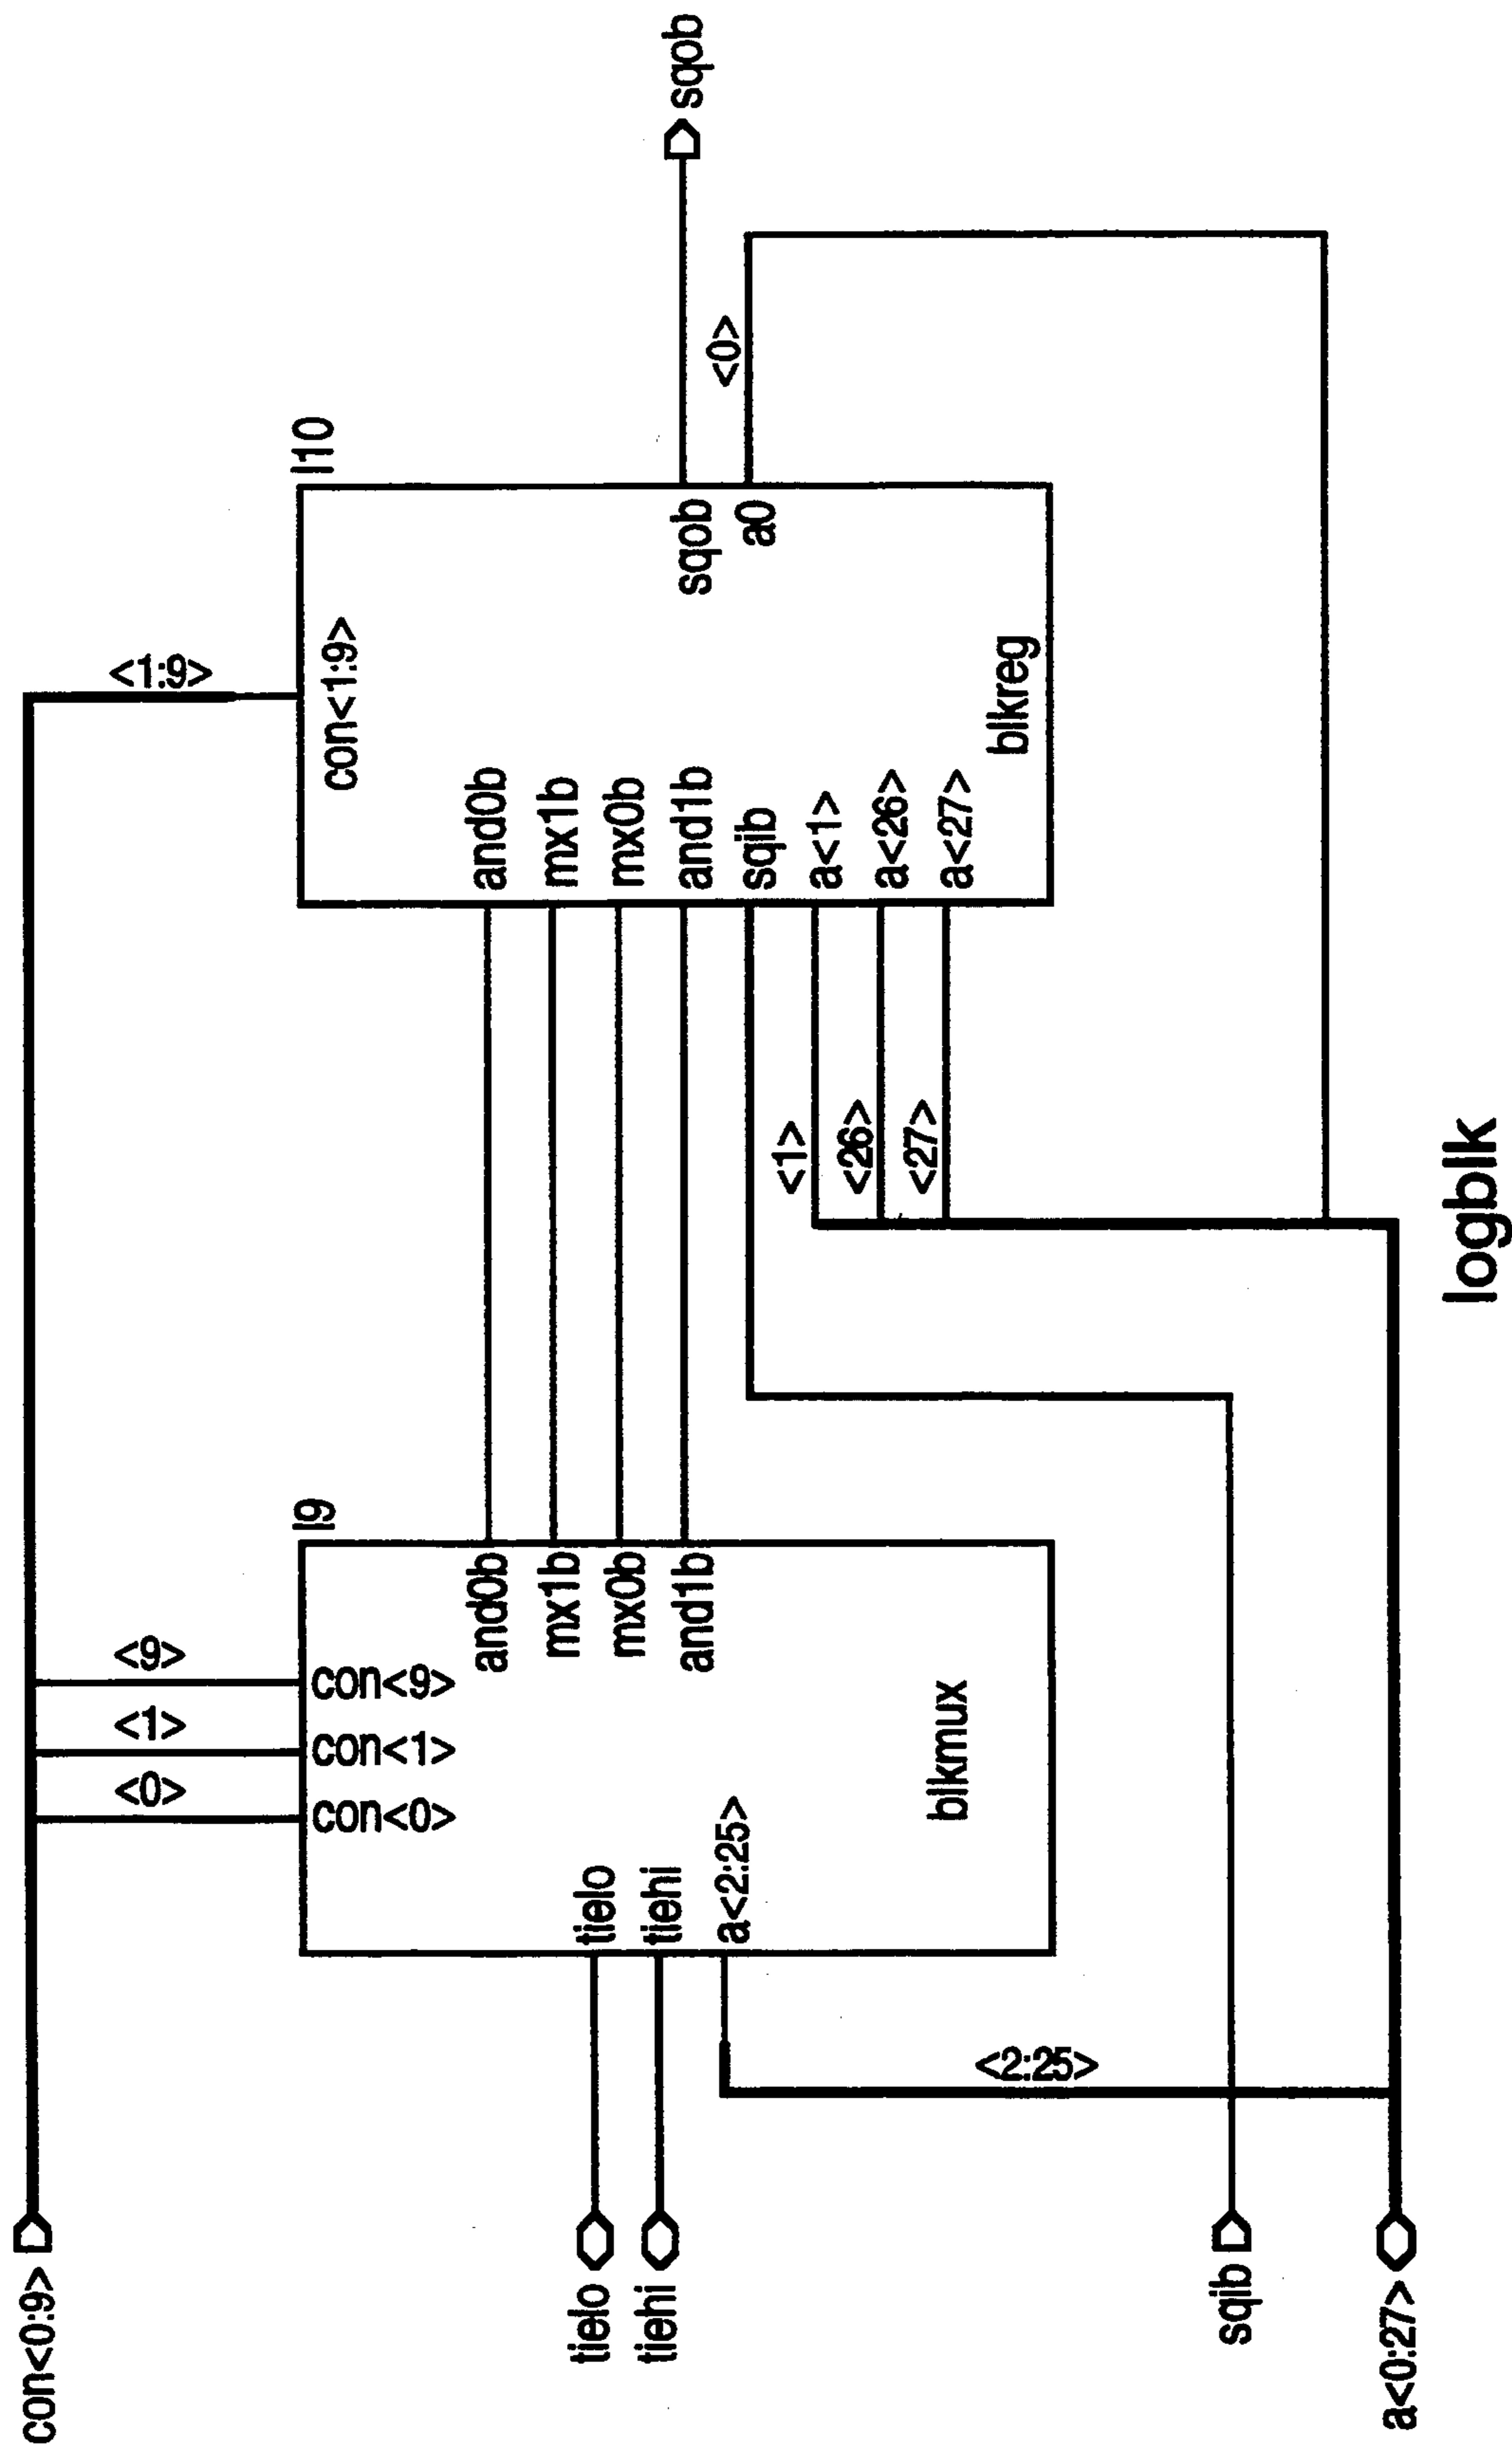 con<0:9>
<0>
<1>
<9>
<1:9>
I9
I10
con<0>
con<1>
con<9>
con<1:9>
and0b
mx1b
mx0b
and1b
and0b
mx1b
mx0b
and1b
sqib
a<1>
a<26>
a<27>
sqob
a0
sqob
<0>
tielo
tiehi
tielo
tiehi
a<2:25>
<1>
<26>
<27>
blkmux
blkreg
<2:25>
sqib
a<0:27>
logblk